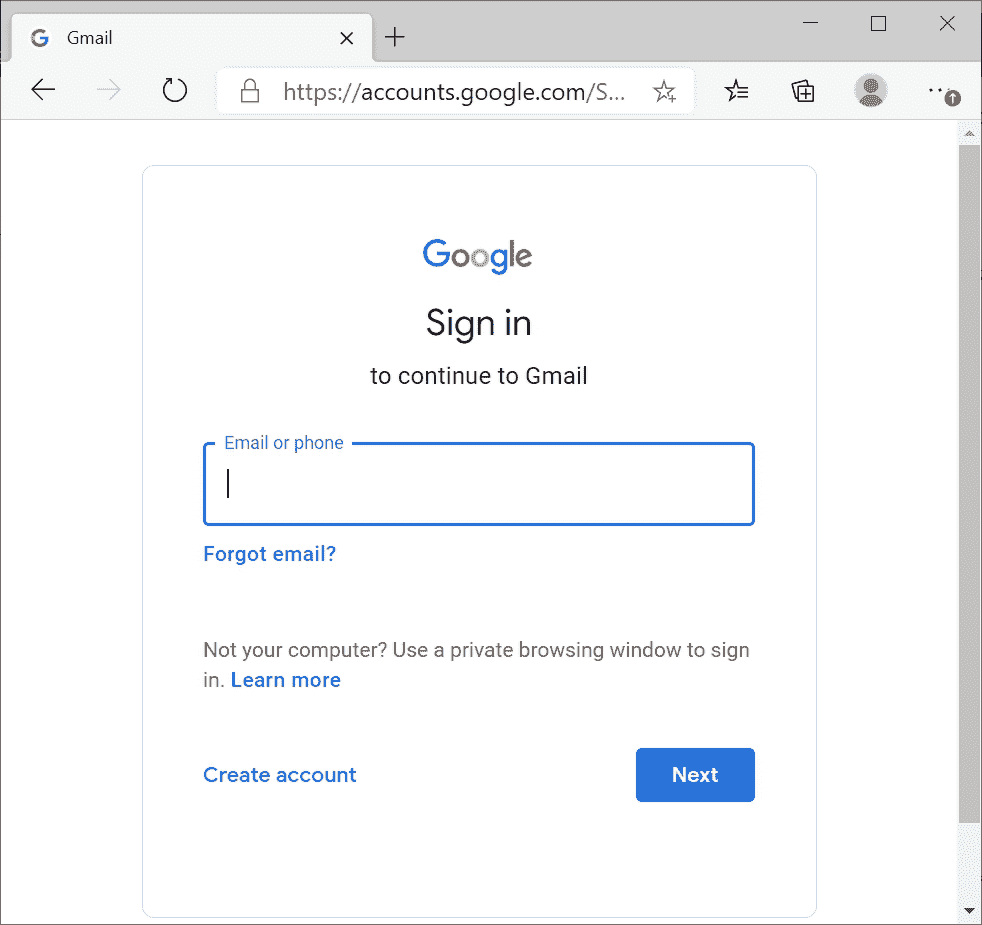 Gmail
https://accounts.google.com/S...
Google
Sign in
to continue to Gmail
Email or phone
Forgot email?
Not your computer? Use a private browsing window to sign
in. Learn more
Create account
Next